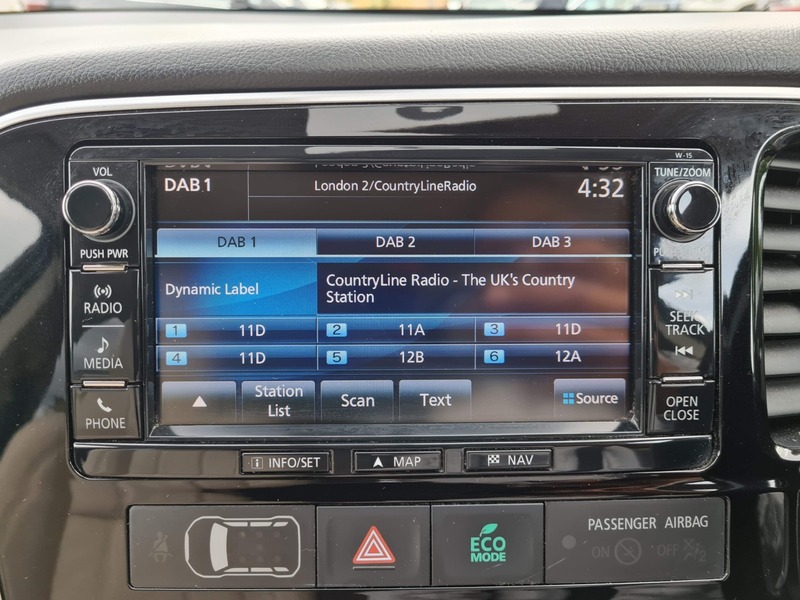 W-15
VOL
PUSH PWR
RADIO
MEDIA
PHONE
DAB 1
London 2/CountryLineRadio
4:32
DAB 1 DAB 2 DAB 3
Dynamic Label
CountryLine Radio - The UK's Country
Station
1 11D 2 11A 3 11D
4 11D 5 12B 6 12A
Station
List
Scan
Text
Source
TUNE/ZOOM
SEEK
TRACK
OPEN
CLOSE
i INFO/SET
MAP
NAV
ECO
MODE
PASSENGER AIRBAG
ON OFF